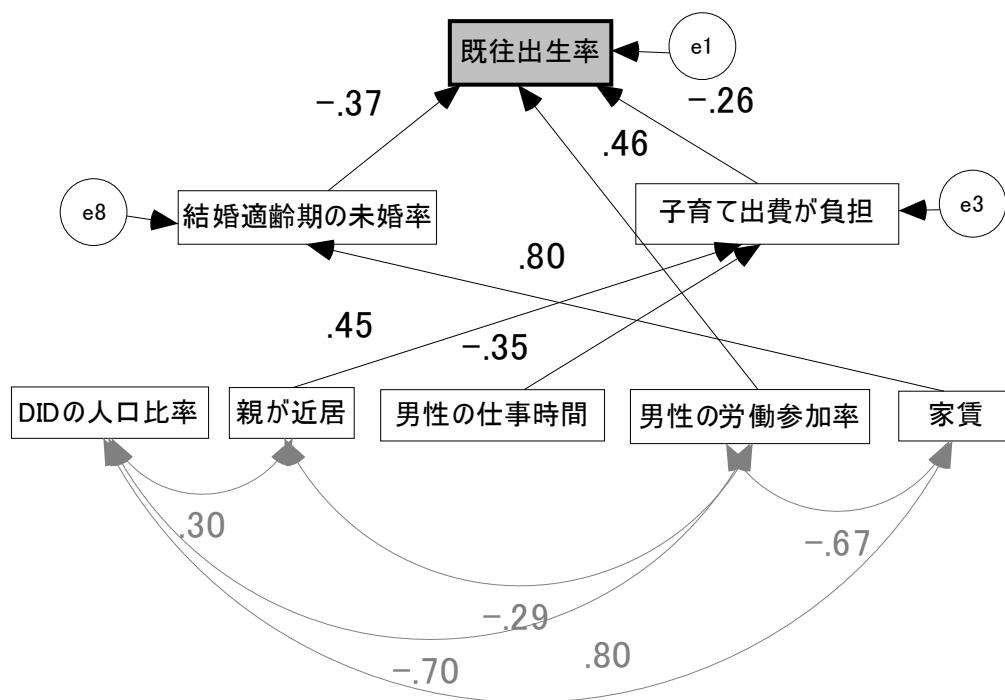 既往出生率
e1
−.37
−.26
.46
e8
結婚適齢期の未婚率
子育て出費が負担
e3
.80
.45
−.35
DIDの人口比率
親が近居
男性の仕事時間
男性の労働参加率
家賃
.30
−.67
−.29
−.70
.80